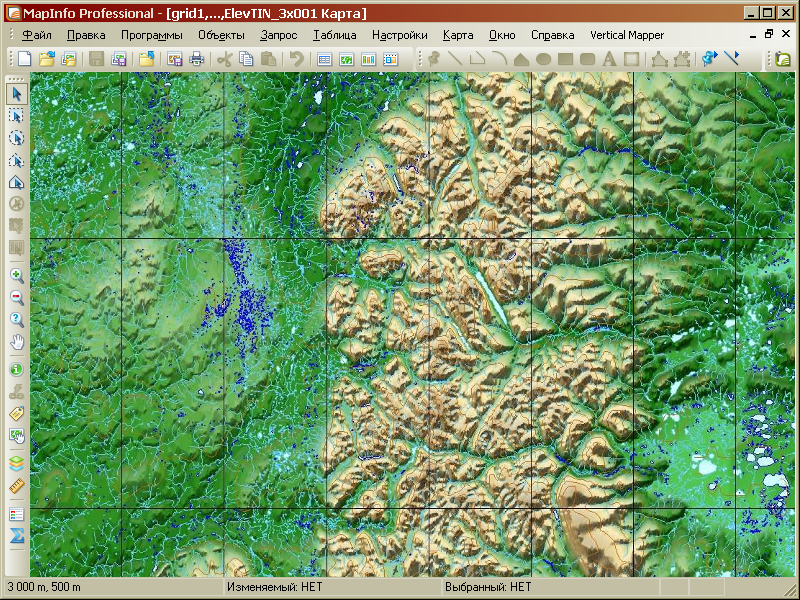 MapInfo Professional - [grid1,...,ElevTIN_3x001 Карта]
Файл Правка Программы Объекты Запрос Таблица Настройки Карта Окно Справка Vertical Mapper
3 000 m, 500 m Изменяемый: НЕТ Выбранный: НЕТ